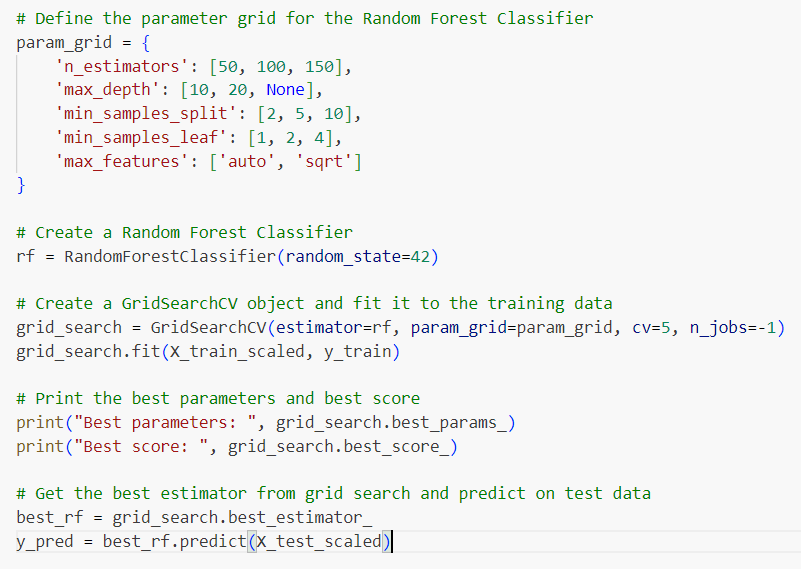 # Define the parameter grid for the Random Forest Classifier
param_grid = {
    'n_estimators': [50, 100, 150],
    'max_depth': [10, 20, None],
    'min_samples_split': [2, 5, 10],
    'min_samples_leaf': [1, 2, 4],
    'max_features': ['auto', 'sqrt']
}
# Create a Random Forest Classifier
rf = RandomForestClassifier(random_state=42)
# Create a GridSearchCV object and fit it to the training data
grid_search = GridSearchCV(estimator=rf, param_grid=param_grid, cv=5, n_jobs=-1)
grid_search.fit(X_train_scaled, y_train)
# Print the best parameters and best score
print("Best parameters: ", grid_search.best_params_)
print("Best score: ", grid_search.best_score_)
# Get the best estimator from grid search and predict on test data
best_rf = grid_search.best_estimator_
y_pred = best_rf.predict(X_test_scaled)